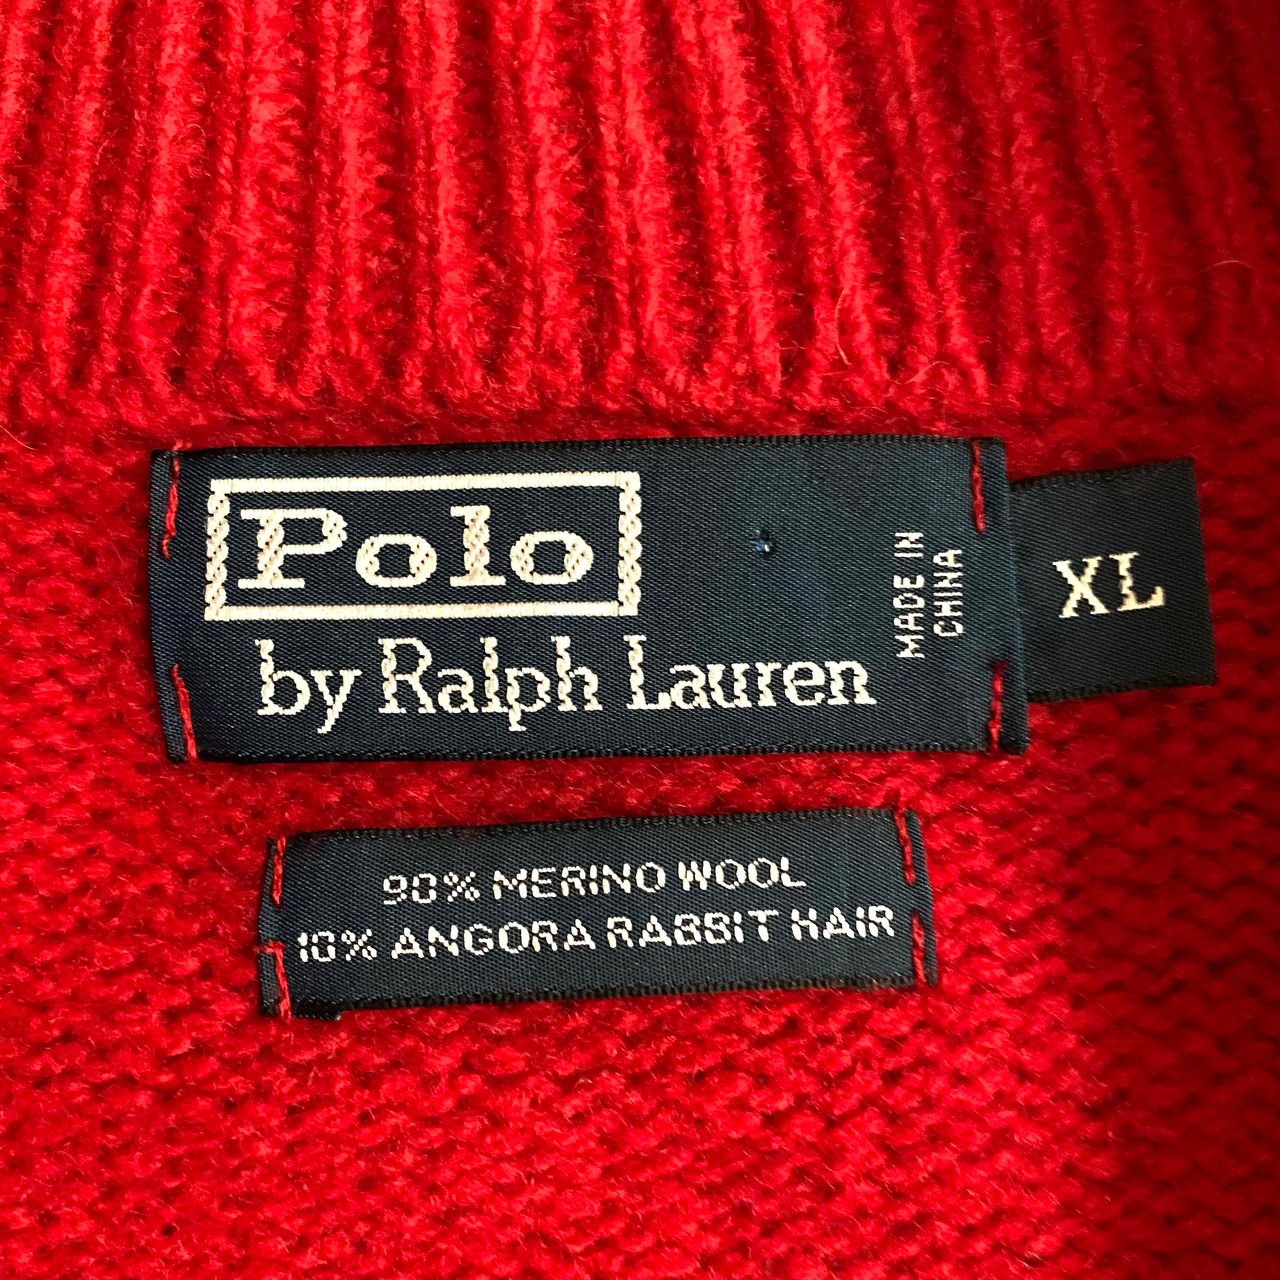 Polo
by Ralph Lauren
MADE IN
CHINA
XL
90% MERINO WOOL
10% ANGORA RABBIT HAIR